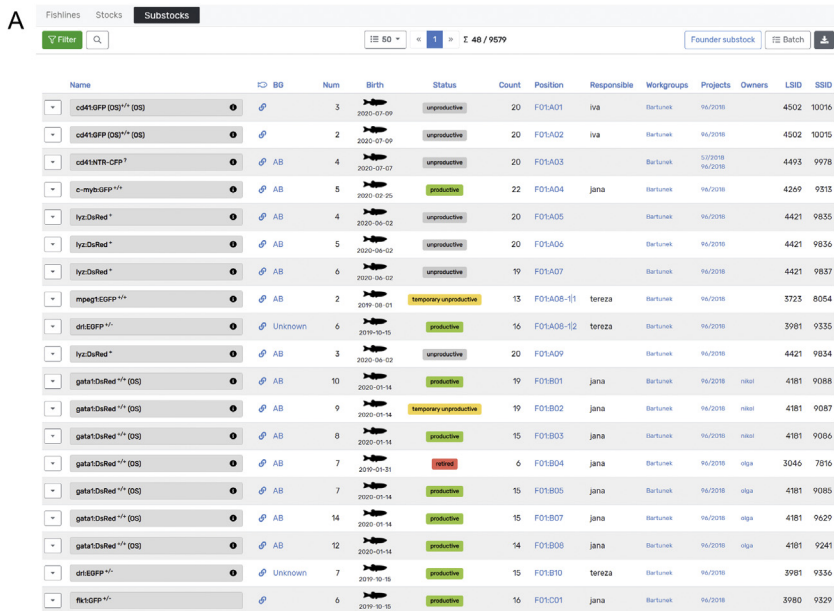 A
Fishlines Stocks Substocks
Filter 50 « 1 » Σ 48 / 9579 Founder substock Batch
Name BG Num Birth Status Count Position Responsible Workgroups Projects Owners LSID SSID
cd41:GFP (OS)+/+ (OS) 3 2020-07-09 unproductive 20 F01:A01 iva Bartunek 96/2018 4502 10016
cd41:GFP (OS)+/+ (OS) 2 2020-07-09 unproductive 20 F01:A02 iva Bartunek 96/2018 4502 10015
cd41:NTR-CFP ? AB 4 2020-07-07 unproductive 20 F01:A03 Bartunek 57/2018 96/2018 4493 9978
c-myb:GFP +/+ AB 5 2020-02-25 productive 22 F01:A04 jana Bartunek 96/2018 4269 9313
lyz:DsRed + AB 4 2020-06-02 unproductive 20 F01:A05 Bartunek 96/2018 4421 9835
lyz:DsRed + AB 5 2020-06-02 unproductive 20 F01:A06 Bartunek 96/2018 4421 9836
lyz:DsRed + AB 6 2020-06-02 unproductive 19 F01:A07 Bartunek 96/2018 4421 9837
mpeg1:EGFP +/+ AB 2 2019-08-01 temporary unproductive 13 F01:A08-1|1 tereza Bartunek 96/2018 3723 8054
drl:EGFP +/- Unknown 6 2019-10-15 productive 16 F01:A08-1|2 tereza Bartunek 96/2018 3981 9335
lyz:DsRed + AB 3 2020-06-02 unproductive 20 F01:A09 Bartunek 96/2018 4421 9834
gata1:DsRed +/+ (OS) AB 10 2020-01-14 productive 19 F01:B01 jana Bartunek 96/2018 nikol 4181 9088
gata1:DsRed +/+ (OS) AB 9 2020-01-14 temporary unproductive 19 F01:B02 jana Bartunek 96/2018 nikol 4181 9087
gata1:DsRed +/+ (OS) AB 8 2020-01-14 productive 15 F01:B03 jana Bartunek 96/2018 nikol 4181 9086
gata1:DsRed +/+ (OS) AB 7 2019-01-31 retired 6 F01:B04 jana Bartunek 96/2018 olga 3046 7816
gata1:DsRed +/+ (OS) AB 7 2020-01-14 productive 15 F01:B05 jana Bartunek 96/2018 olga 4181 9085
gata1:DsRed +/+ (OS) AB 14 2020-01-14 productive 15 F01:B07 jana Bartunek 96/2018 olga 4181 9629
gata1:DsRed +/+ (OS) AB 12 2020-01-14 productive 14 F01:B08 jana Bartunek 96/2018 olga 4181 9241
drl:EGFP +/- Unknown 7 2019-10-15 productive 15 F01:B10 tereza Bartunek 96/2018 3981 9336
flk1:GFP +/- 6 2019-10-15 productive 16 F01:C01 jana Bartunek 96/2018 3980 9329